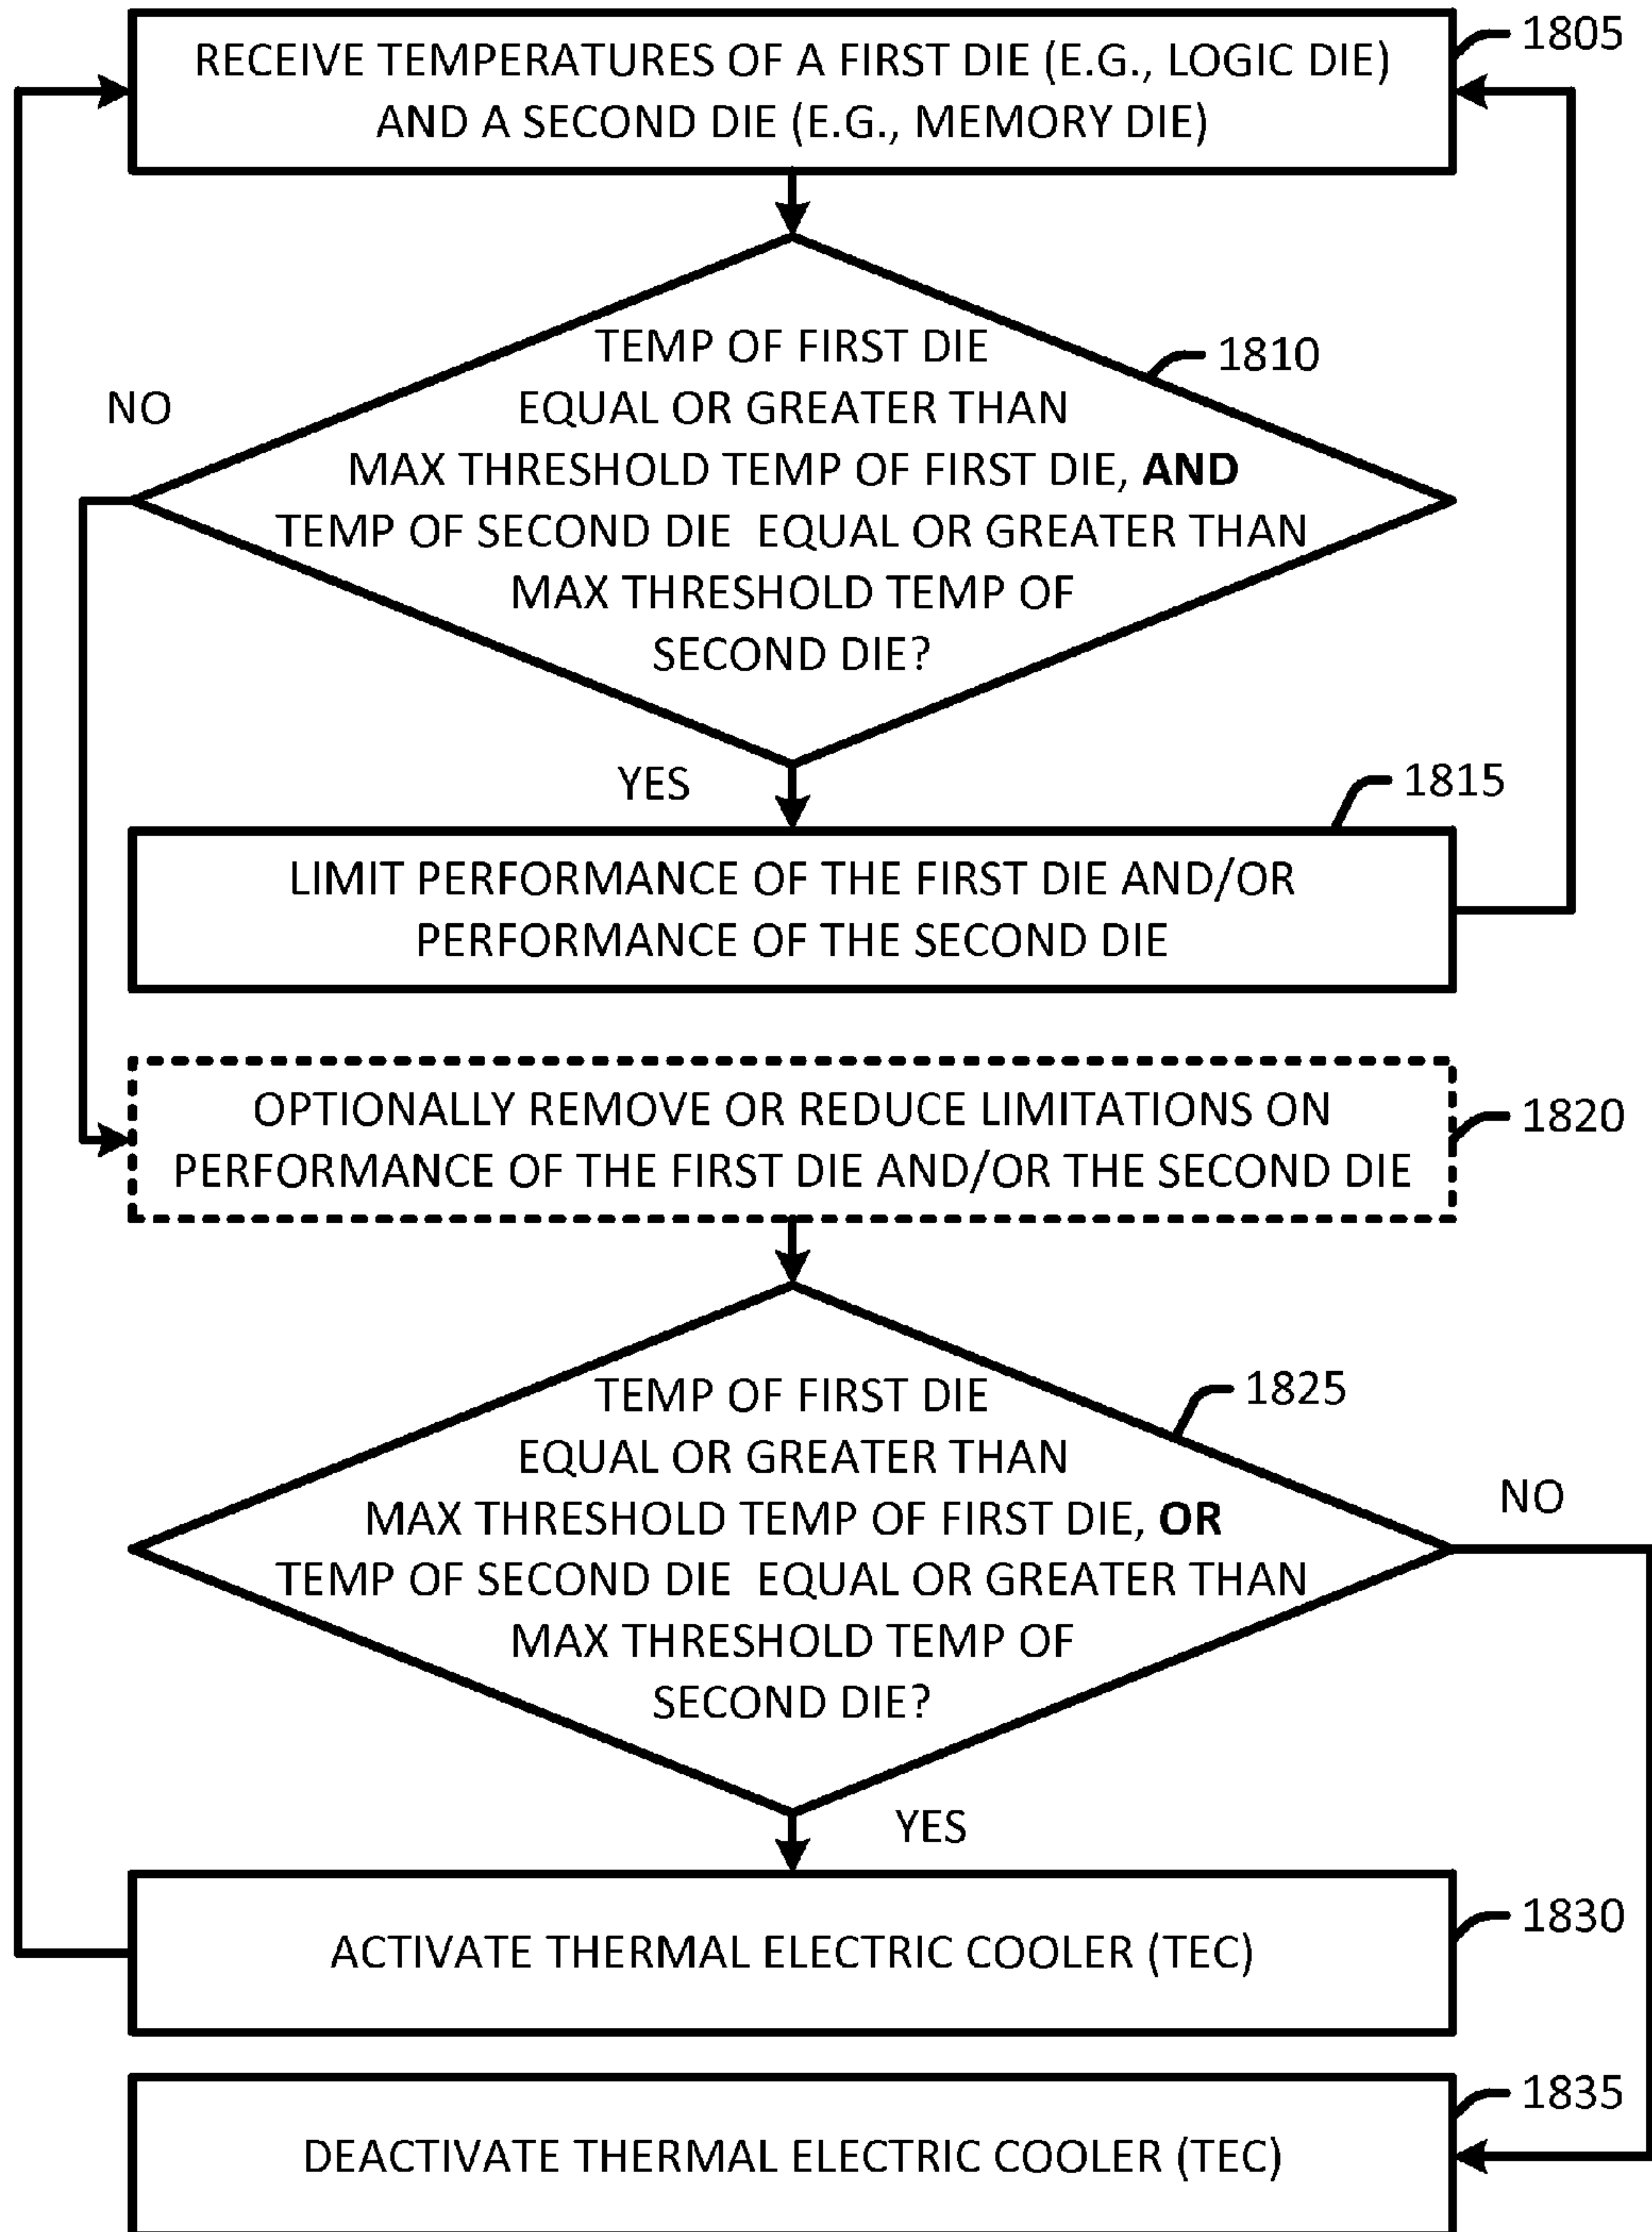 RECEIVE TEMPERATURES OF A FIRST DIE (E.G., LOGIC DIE)
AND A SECOND DIE (E.G., MEMORY DIE)
1805
TEMP OF FIRST DIE
EQUAL OR GREATER THAN
MAX THRESHOLD TEMP OF FIRST DIE, AND
TEMP OF SECOND DIE EQUAL OR GREATER THAN
MAX THRESHOLD TEMP OF
SECOND DIE?
1810
NO
YES
1815
LIMIT PERFORMANCE OF THE FIRST DIE AND/OR
PERFORMANCE OF THE SECOND DIE
OPTIONALLY REMOVE OR REDUCE LIMITATIONS ON
PERFORMANCE OF THE FIRST DIE AND/OR THE SECOND DIE
1820
TEMP OF FIRST DIE
EQUAL OR GREATER THAN
MAX THRESHOLD TEMP OF FIRST DIE, OR
TEMP OF SECOND DIE EQUAL OR GREATER THAN
MAX THRESHOLD TEMP OF
SECOND DIE?
1825
NO
YES
ACTIVATE THERMAL ELECTRIC COOLER (TEC)
1830
DEACTIVATE THERMAL ELECTRIC COOLER (TEC)
1835